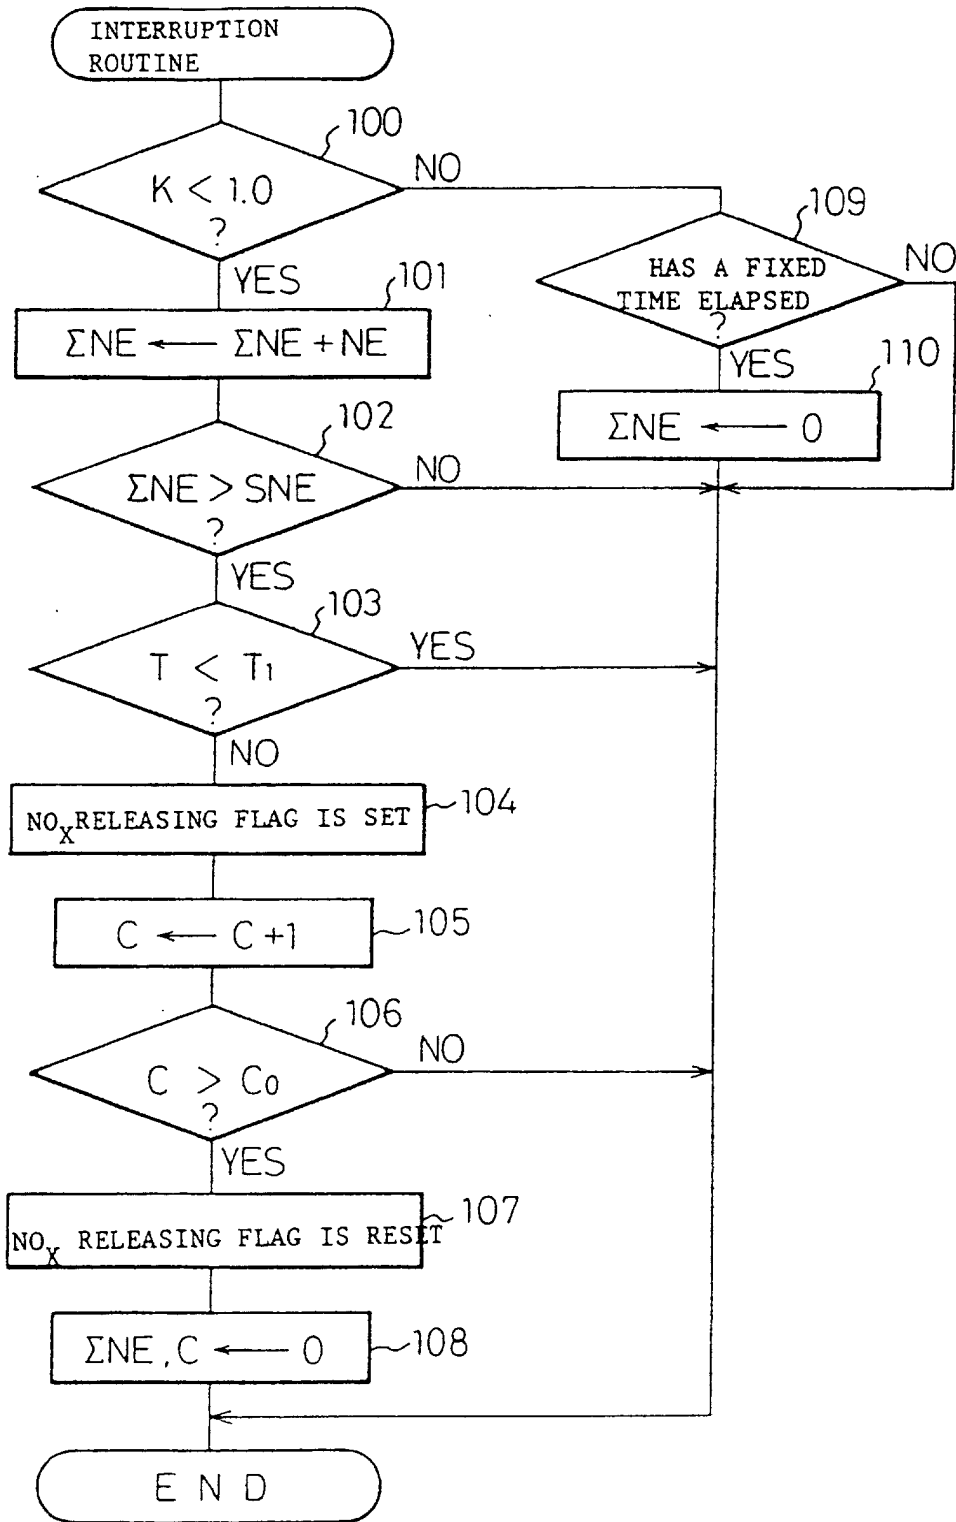 INTERRUPTION
ROUTINE
100
K < 1.0
?
NO
YES
109
HAS A FIXED
TIME ELAPSED
?
NO
YES
101
ΣNE ← ΣNE + NE
110
ΣNE ← 0
102
ΣNE > SNE
?
NO
YES
103
T < T1
?
YES
NO
NOX RELEASING FLAG IS SET
104
C ← C+1
105
106
C > C0
?
NO
YES
NOX RELEASING FLAG IS RESET
107
ΣNE, C ← 0
108
END